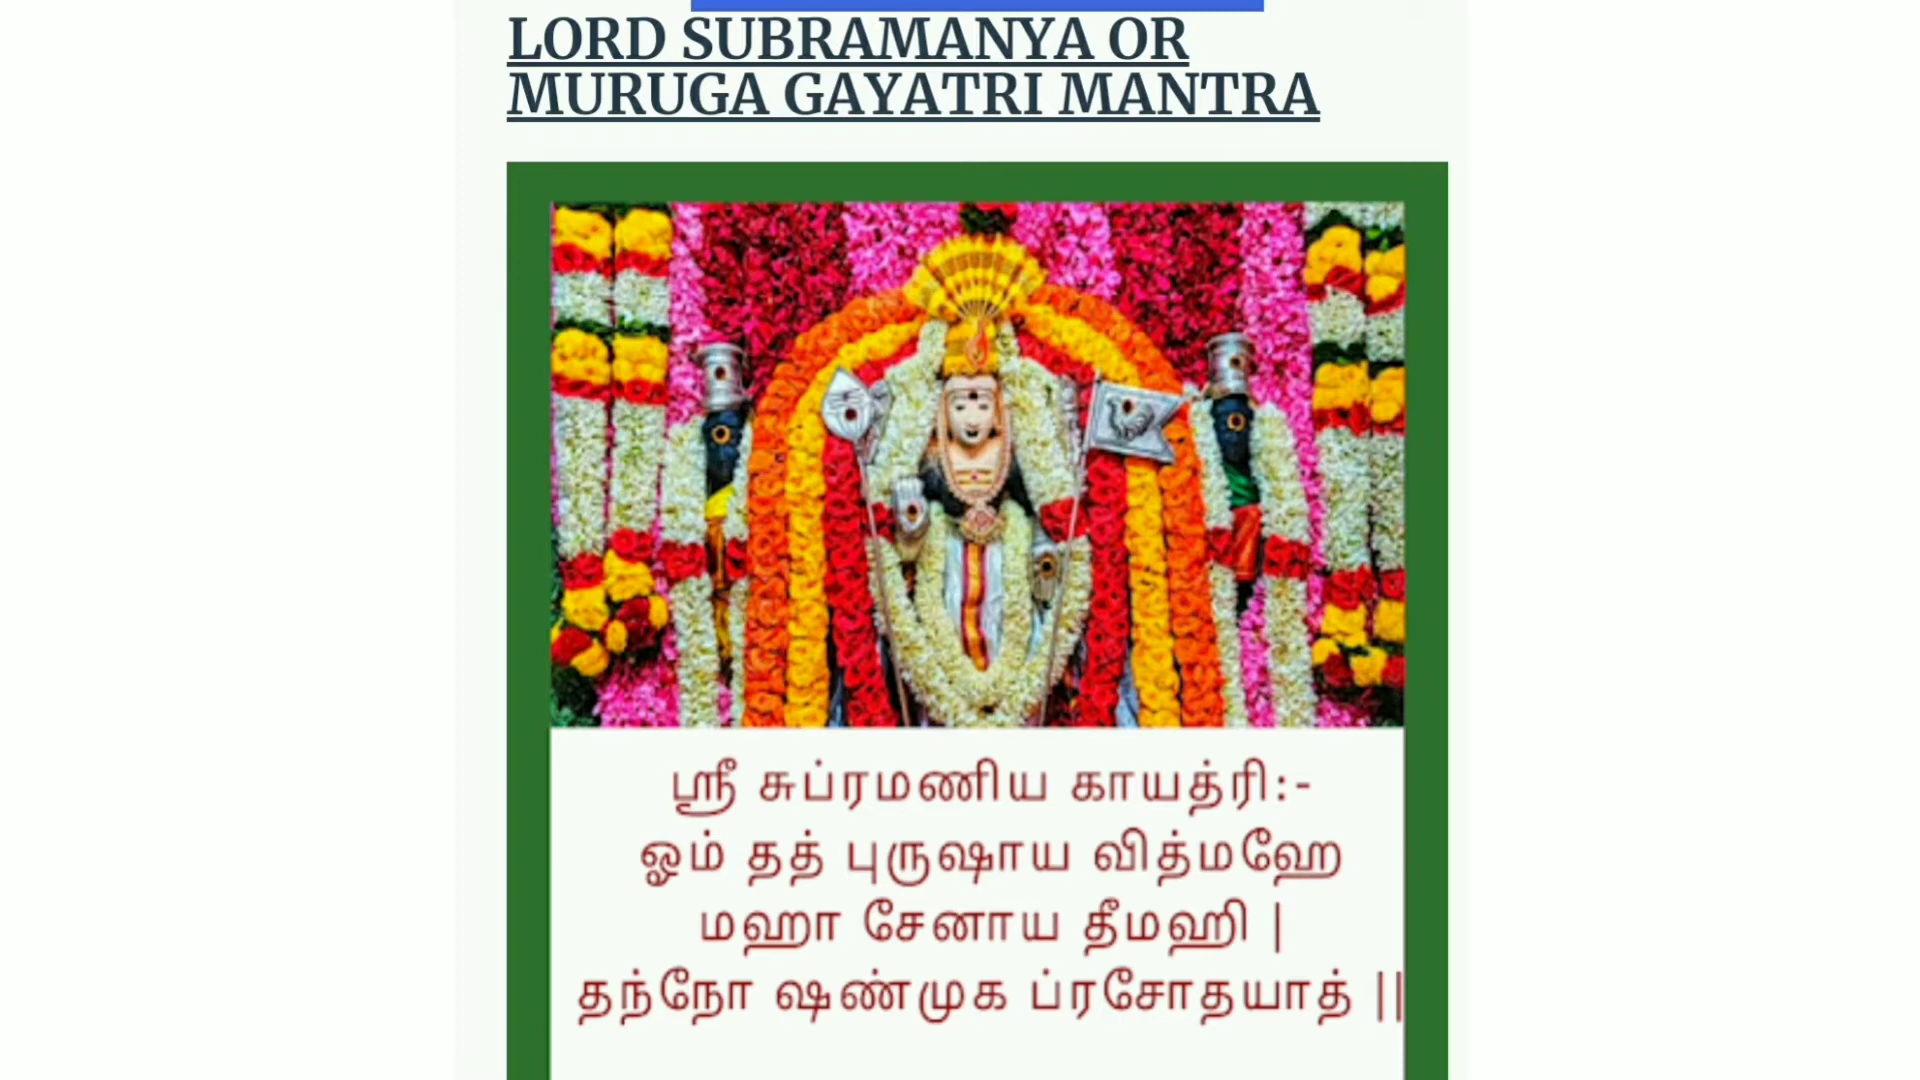 LORD SUBRAMANYA OR
MURUGA GAYATRI MANTRA
ஸ்ரீ சுப்ரமணிய காயத்ரி:-
ஓம் தத் புருஷாய வித்மஹே
மஹா சேனாய தீமஹி |
தந்நோ ஷண்முக ப்ரசோதயாத் ||